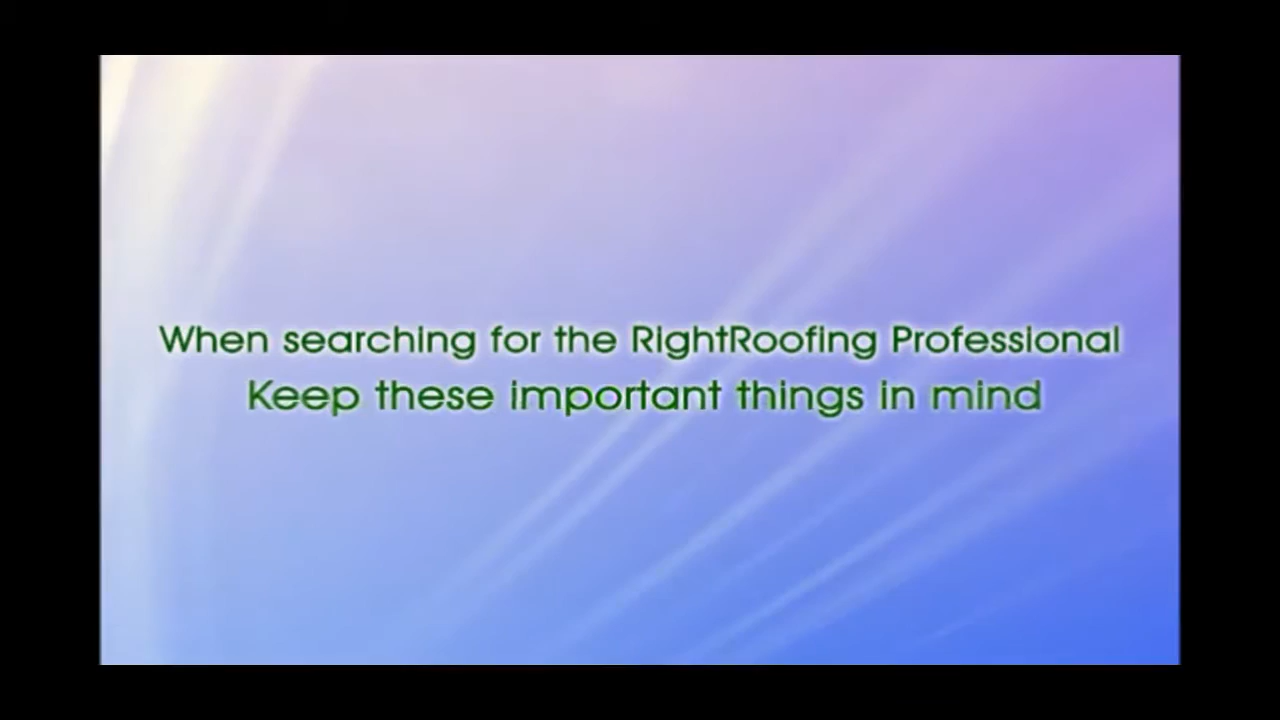 When searching for the RightRoofing Professional
Keep these important things in mind